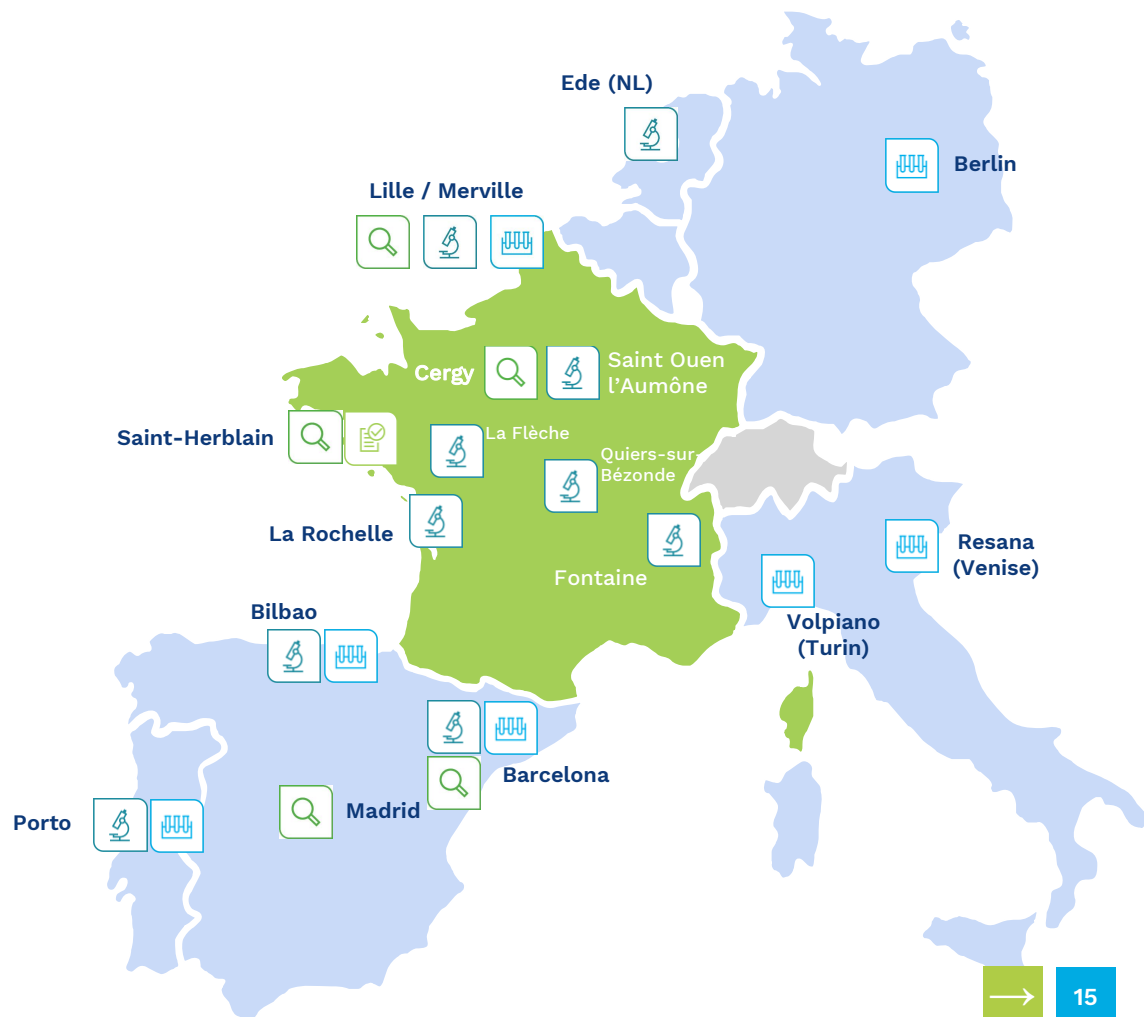 Ede (NL)
Berlin
Lille / Merville
Cergy
Saint Ouen
l'Aumône
Saint-Herblain
La Flèche
Quiers-sur-
Bézonde
La Rochelle
Fontaine
Resana
(Venise)
Volpiano
(Turin)
Bilbao
Barcelona
Madrid
Porto
15